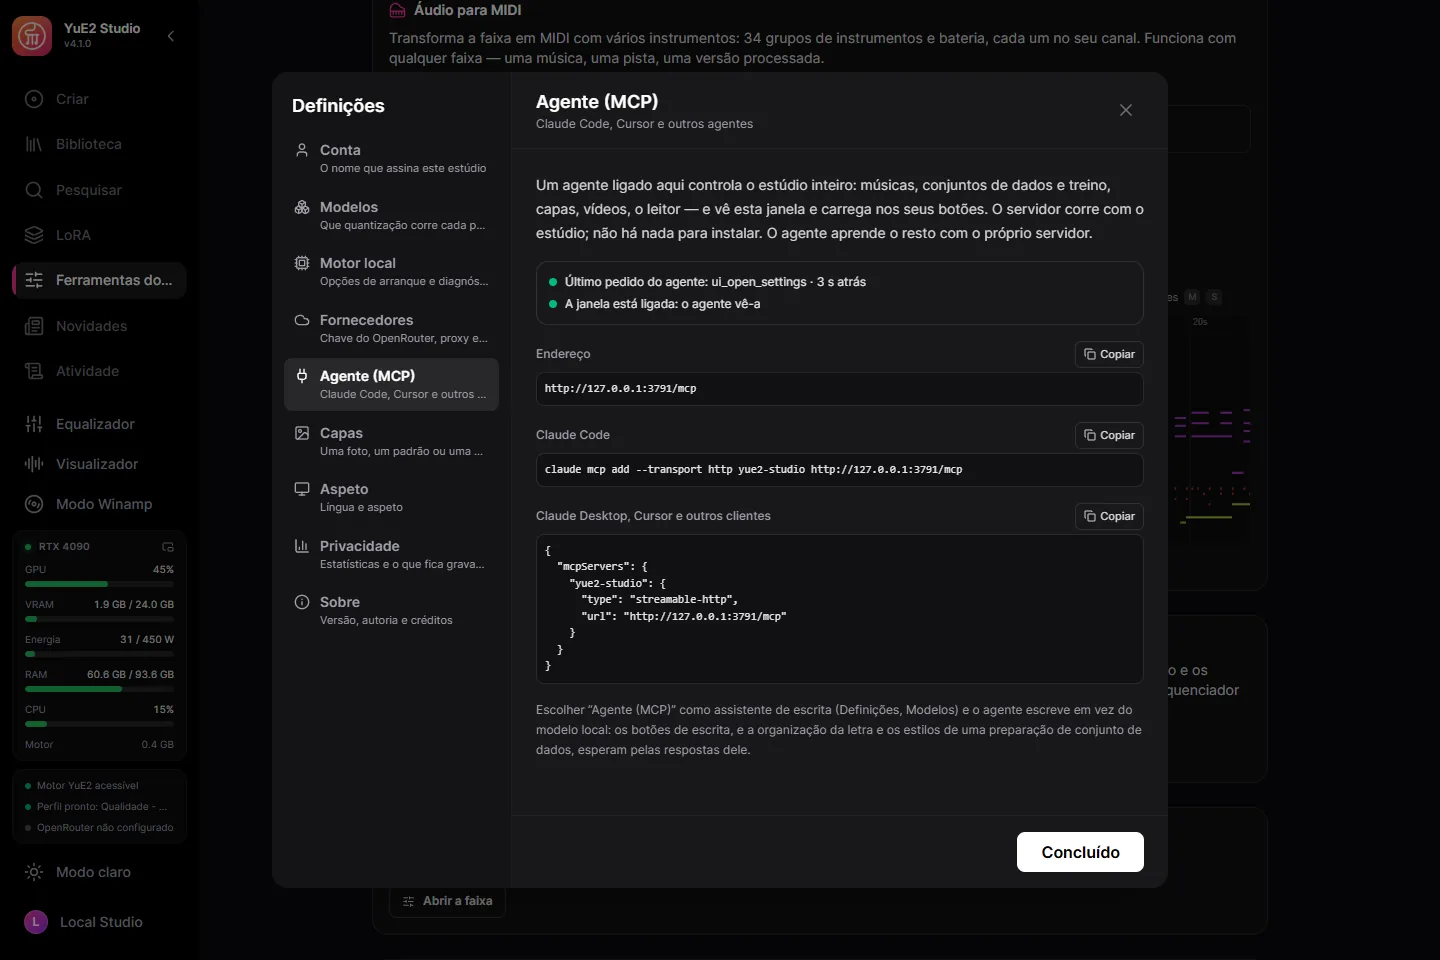 YuE2 Studio
v4.1.0
Criar
Biblioteca
Pesquisar
LoRA
Ferramentas do...
Novidades
Atividade
Equalizador
Visualizador
Modo Winamp
RTX 4090
GPU 45%
VRAM 1.9 GB / 24.0 GB
Energia 31 / 450 W
RAM 60.6 GB / 93.6 GB
CPU 15%
Motor 0.4 GB
Motor YuE2 acessível
Perfil pronto: Qualidade - ...
OpenRouter não configurado
Modo claro
L Local Studio
Áudio para MIDI
Transforma a faixa em MIDI com vários instrumentos: 34 grupos de instrumentos e bateria, cada um no seu canal. Funciona com
qualquer faixa — uma música, uma pista, uma versão processada.
Definições
Conta
O nome que assina este estúdio
Modelos
Que quantização corre cada p...
Motor local
Opções de arranque e diagnós...
Fornecedores
Chave do OpenRouter, proxy e...
Agente (MCP)
Claude Code, Cursor e outros ...
Capas
Uma foto, um padrão ou uma ...
Aspeto
Língua e aspeto
Privacidade
Estatísticas e o que fica grava...
Sobre
Versão, autoria e créditos
Agente (MCP)
Claude Code, Cursor e outros agentes
Um agente ligado aqui controla o estúdio inteiro: músicas, conjuntos de dados e treino,
capas, vídeos, o leitor — e vê esta janela e carrega nos seus botões. O servidor corre com o
estúdio; não há nada para instalar. O agente aprende o resto com o próprio servidor.
Último pedido do agente: ui_open_settings · 3 s atrás
A janela está ligada: o agente vê-a
Endereço
Copiar
http://127.0.0.1:3791/mcp
Claude Code
Copiar
claude mcp add --transport http yue2-studio http://127.0.0.1:3791/mcp
Claude Desktop, Cursor e outros clientes
Copiar
{
"mcpServers": {
"yue2-studio": {
"type": "streamable-http",
"url": "http://127.0.0.1:3791/mcp"
}
}
}
Escolher “Agente (MCP)” como assistente de escrita (Definições, Modelos) e o agente escreve em vez do
modelo local: os botões de escrita, e a organização da letra e os estilos de uma preparação de conjunto de
dados, esperam pelas respostas dele.
Concluído
es M S
20s
o e os
quenciador
Abrir a faixa